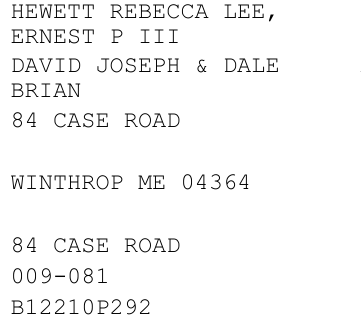 HEWETT REBECCA LEE,
ERNEST P III
DAVID JOSEPH & DALE
BRIAN
84 CASE ROAD
WINTHROP ME 04364
84 CASE ROAD
009-081
B12210P292